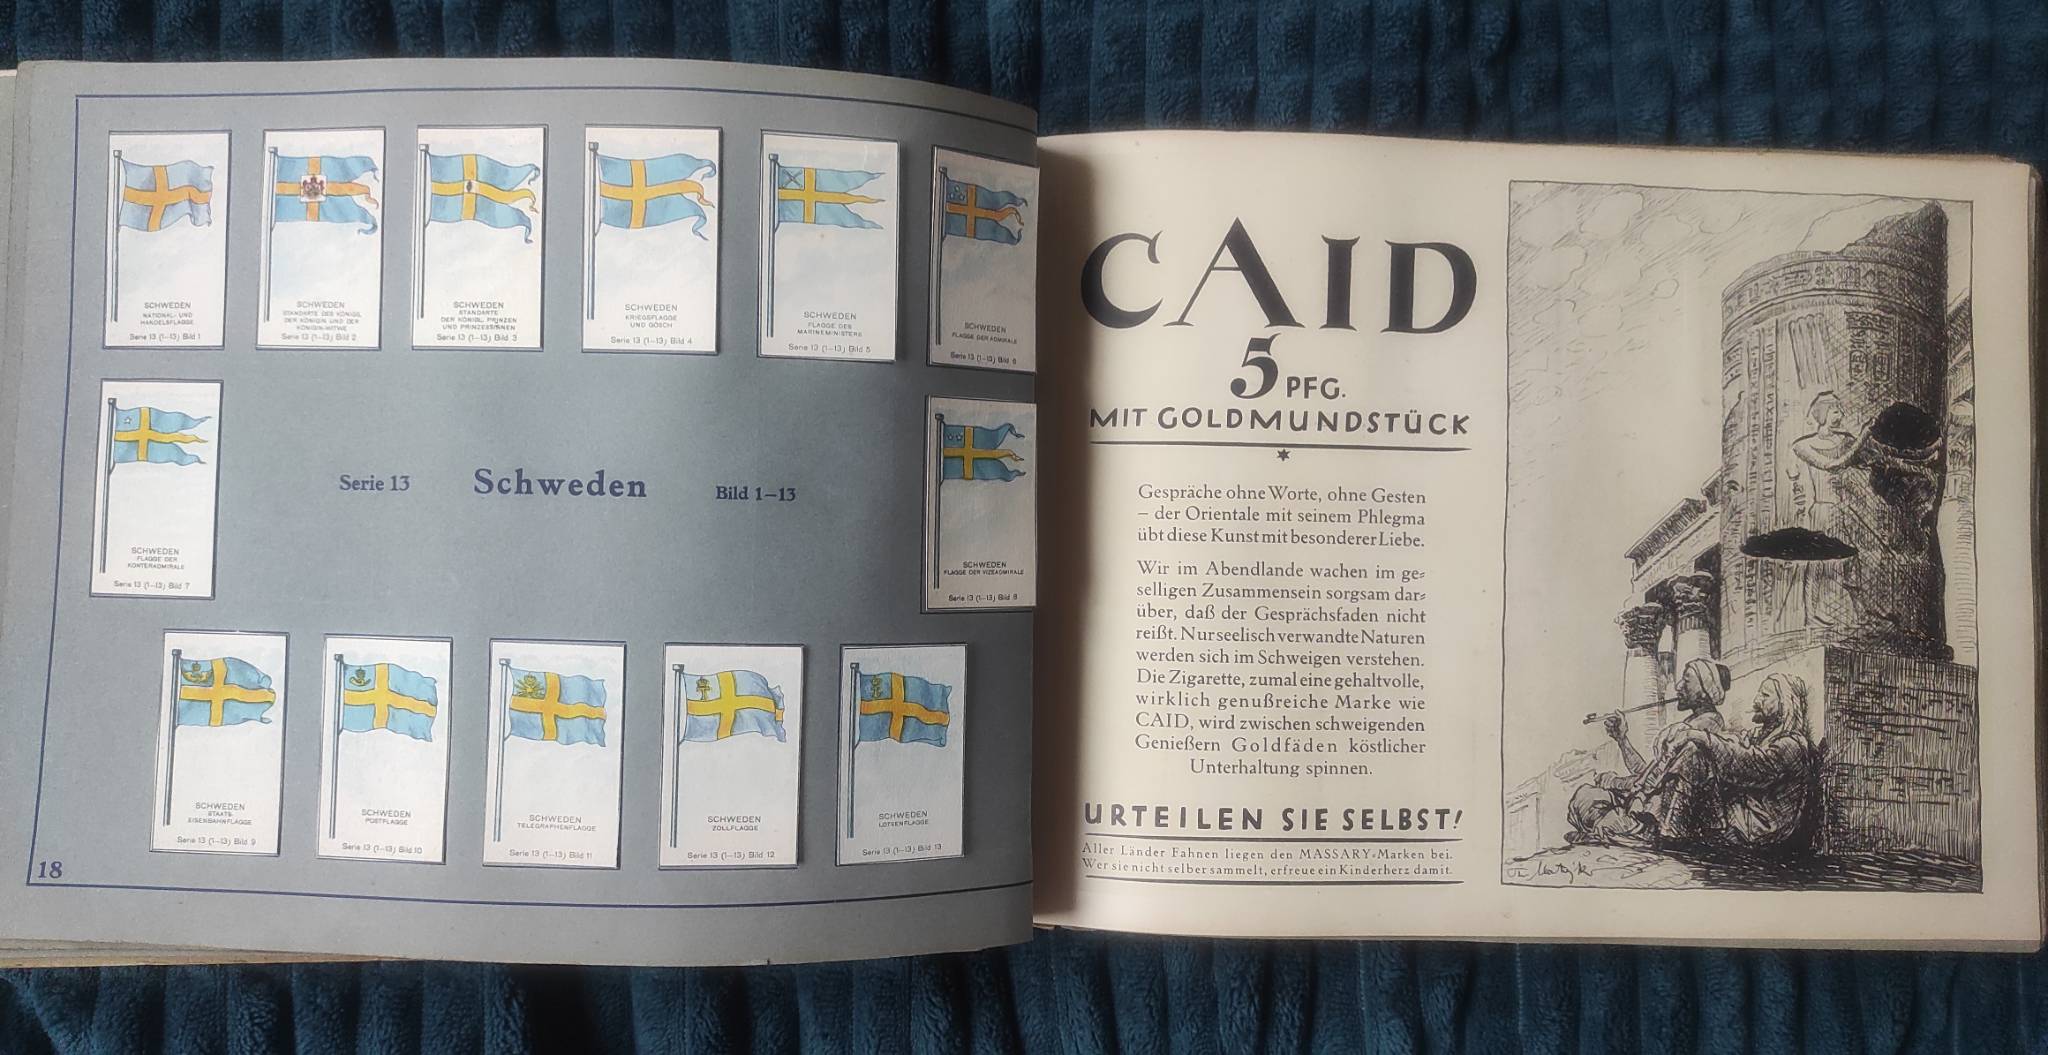 SCHWEDEN
NATIONAL- UND
HANDELSFLAGGE
Serie 13 (1–13) Bild 1
SCHWEDEN
STANDARTE DES KÖNIGS,
DER KÖNIGIN UND DER
KÖNIGIN-WITWE
Serie 13 (1–13) Bild 2
SCHWEDEN
STANDARTE
DER KÖNIGL. PRINZEN
UND PRINZESSINNEN
Serie 13 (1–13) Bild 3
SCHWEDEN
KRIEGSFLAGGE
UND GÖSCH
Serie 13 (1–13) Bild 4
SCHWEDEN
FLAGGE DES
MARINEMINISTERS
Serie 13 (1–13) Bild 5
SCHWEDEN
FLAGGE DER ADMIRALE
Serie 13 (1–13) Bild 6
SCHWEDEN
FLAGGE DER
KONTERADMIRALE
Serie 13 (1–13) Bild 7
Serie 13 Schweden Bild 1–13
SCHWEDEN
FLAGGE DER VIZEADMIRALE
Serie 13 (1–13) Bild 8
SCHWEDEN
STAATS-
EISENBAHNFLAGGE
Serie 13 (1–13) Bild 9
SCHWEDEN
POSTFLAGGE
Serie 13 (1–13) Bild 10
SCHWEDEN
TELEGRAPHENFLAGGE
Serie 13 (1–13) Bild 11
SCHWEDEN
ZOLLFLAGGE
Serie 13 (1–13) Bild 12
SCHWEDEN
LOTSENFLAGGE
Serie 13 (1–13) Bild 13
18
CAID
5 PFG.
MIT GOLDMUNDSTÜCK
Gespräche ohne Worte, ohne Gesten
– der Orientale mit seinem Phlegma
übt diese Kunst mit besonderer Liebe.
Wir im Abendlande wachen im ge=
selligen Zusammensein sorgsam dar=
über, daß der Gesprächsfaden nicht
reißt. Nur seelisch verwandte Naturen
werden sich im Schweigen verstehen.
Die Zigarette, zumal eine gehaltvolle,
wirklich genußreiche Marke wie
CAID, wird zwischen schweigenden
Genießern Goldfäden köstlicher
Unterhaltung spinnen.
URTEILEN SIE SELBST!
Aller Länder Fahnen liegen den MASSARY=Marken bei.
Wer sie nicht selber sammelt, erfreue ein Kinderherz damit.